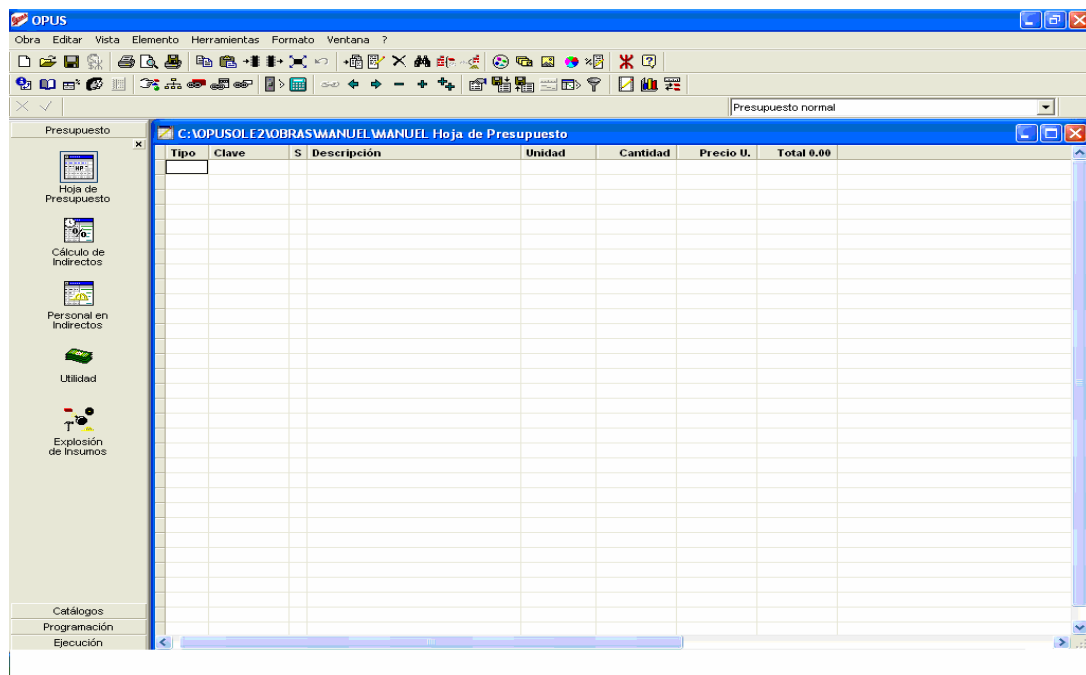 OPUS
Obra Editar Vista Elemento Herramientas Formato Ventana ?
Presupuesto normal
Presupuesto
C:\OPUSOLE2\OBRAS\MANUEL\MANUEL Hoja de Presupuesto
Tipo Clave S Descripción Unidad Cantidad Precio U. Total 0.00
Hoja de
Presupuesto
Cálculo de
Indirectos
Personal en
Indirectos
Utilidad
Explosión
de Insumos
Catálogos
Programación
Ejecución